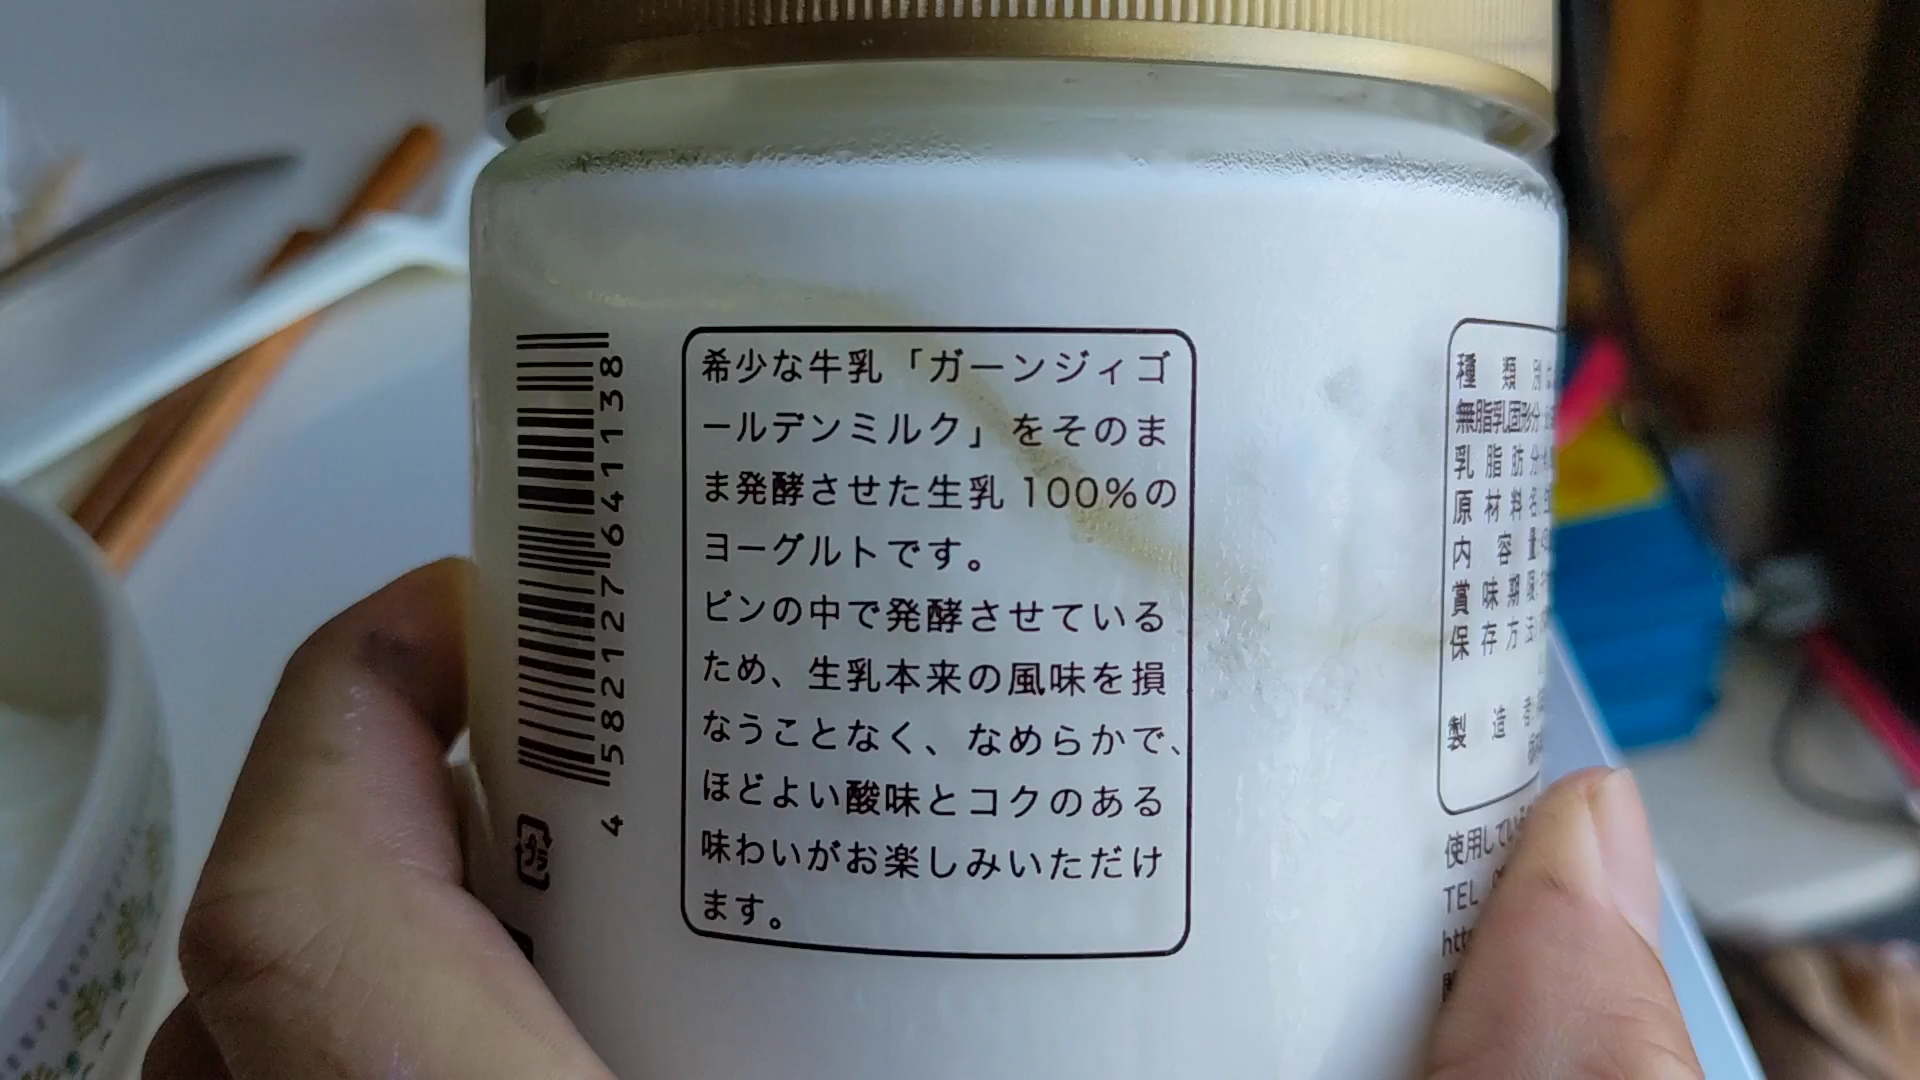 希少な牛乳「ガーンジィゴ
ールデンミルク」をそのま
ま発酵させた生乳100%の
ヨーグルトです。
ビンの中で発酵させている
ため、生乳本来の風味を損
なうことなく、なめらかで、
ほどよい酸味とコクのある
味わいがお楽しみいただけ
ます。
4582127641138
種類別
無脂乳固形分
乳脂肪分
原材料名
内容量
賞味期限
保存方法
製造者
使用してい
TEL